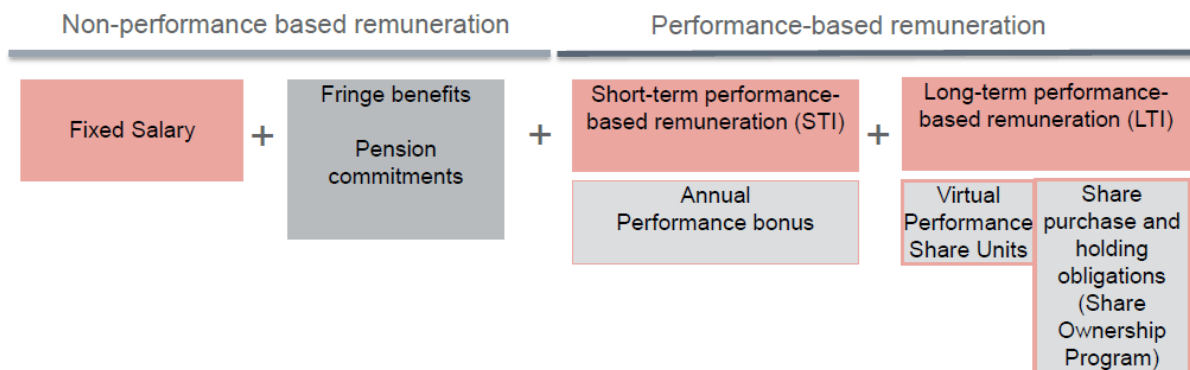 Non-performance based remuneration
Performance-based remuneration
Fixed Salary
+
Fringe benefits
Pension
commitments
+
Short-term performance-
based remuneration (STI)
+
Long-term performance-
based remuneration (LTI)
Annual
Performance bonus
Virtual
Performance
Share Units
Share
purchase and
holding
obligations
(Share
Ownership
Program)